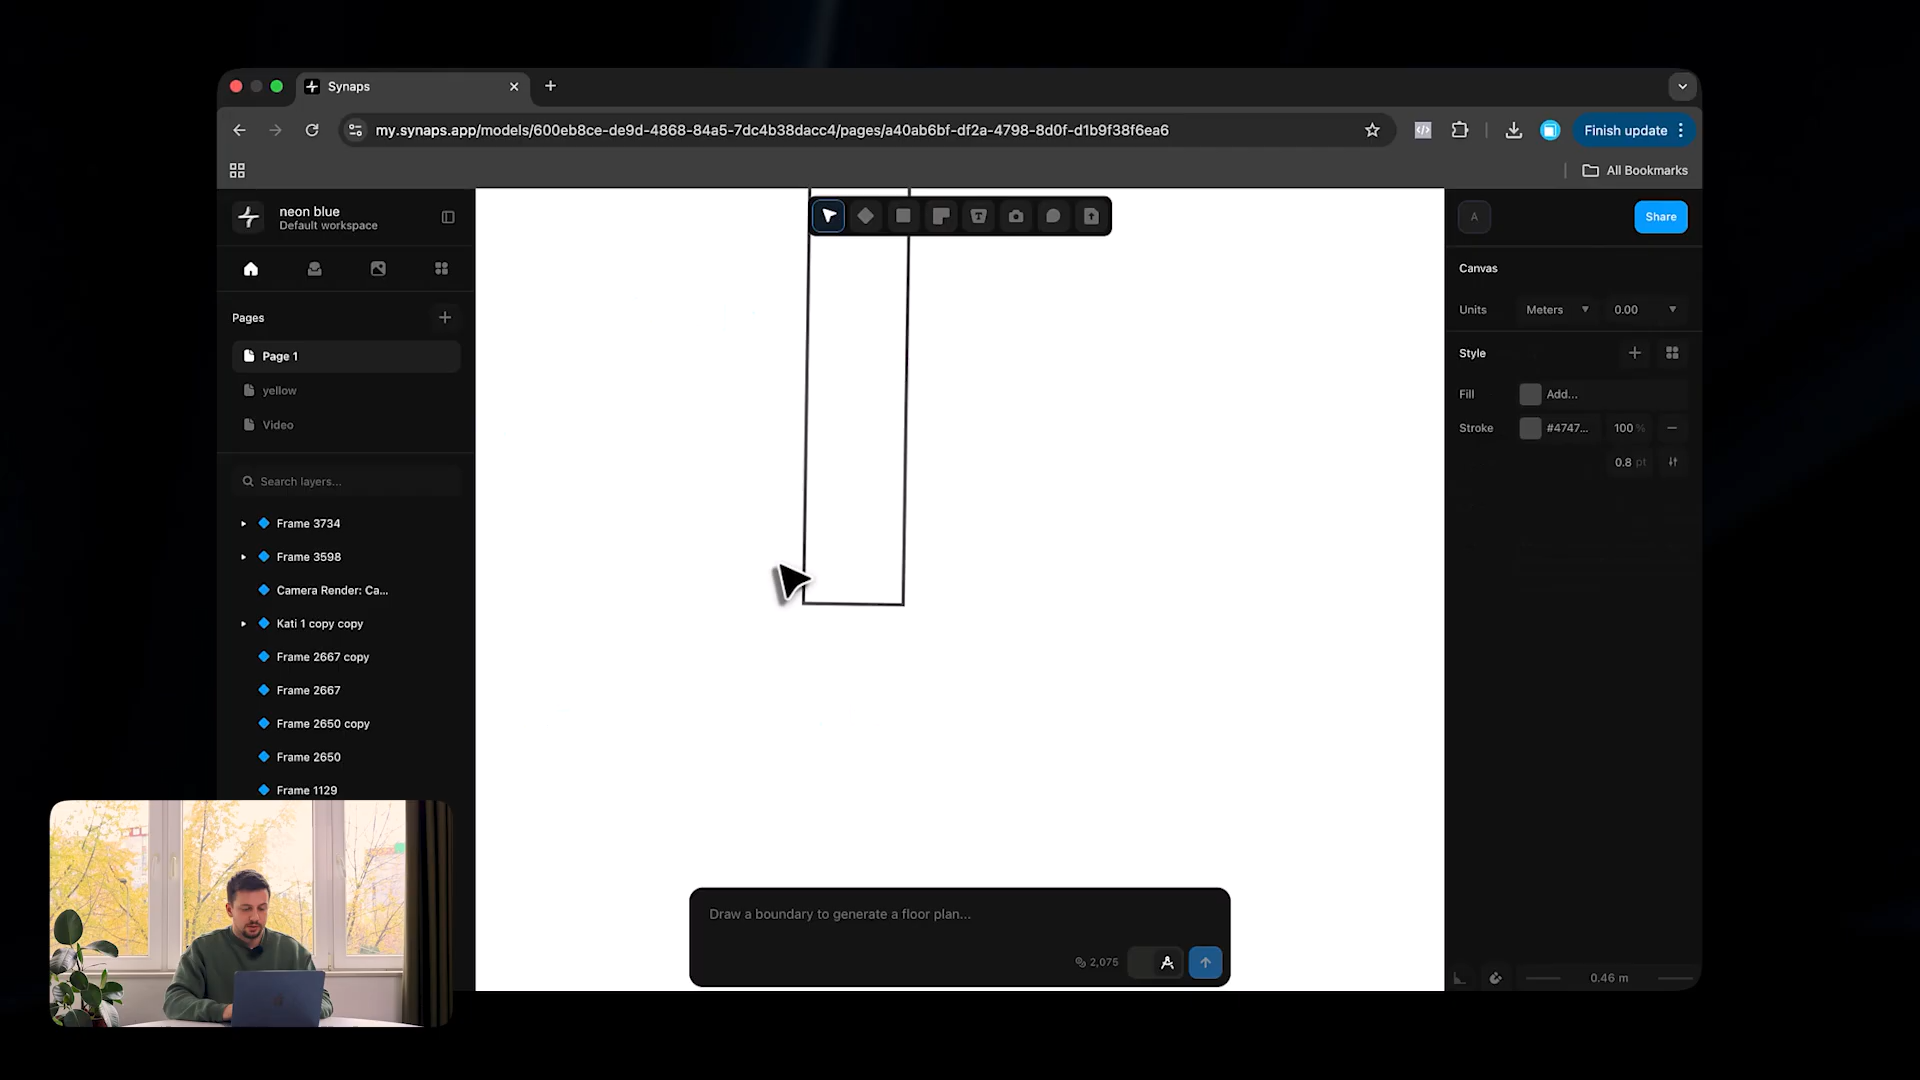 Synaps
my.synaps.app/models/600eb8ce-de9d-4868-84a5-7dc4b38dacc4/pages/a40ab6bf-df2a-4798-8d0f-d1b9f38f6ea6
Finish update
All Bookmarks
neon blue
Default workspace
A
Share
Pages
Page 1
yellow
Video
Search layers...
Frame 3734
Frame 3598
Camera Render: Ca...
Kati 1 copy copy
Frame 2667 copy
Frame 2667
Frame 2650 copy
Frame 2650
Frame 1129
Canvas
Units Meters 0.00
Style
Fill Add...
Stroke #4747... 100 %
0.8 pt
Draw a boundary to generate a floor plan...
2,075
0.46 m